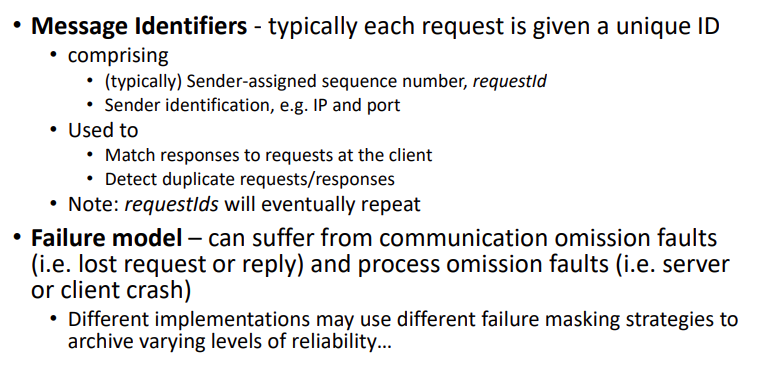 • Message Identifiers - typically each request is given a unique ID
• comprising
• (typically) Sender-assigned sequence number, requestId
• Sender identification, e.g. IP and port
• Used to
• Match responses to requests at the client
• Detect duplicate requests/responses
• Note: requestIds will eventually repeat
• Failure model – can suffer from communication omission faults
(i.e. lost request or reply) and process omission faults (i.e. server
or client crash)
• Different implementations may use different failure masking strategies to
archive varying levels of reliability…